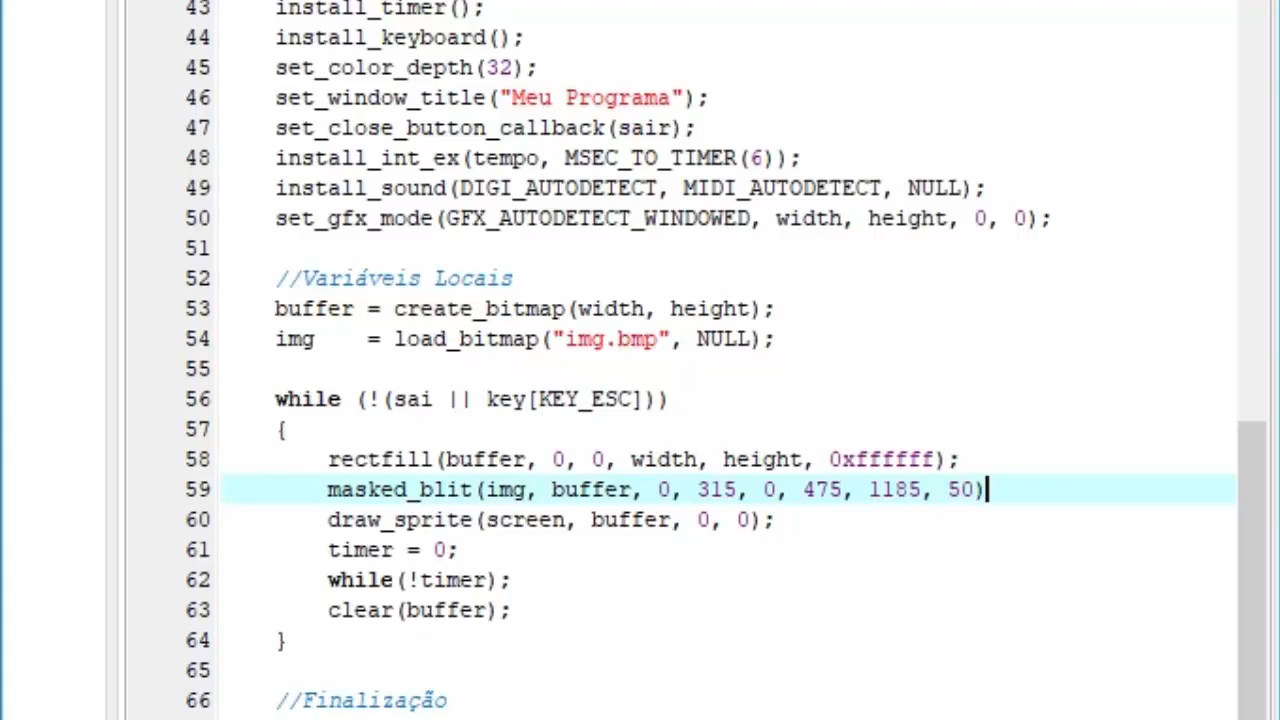 43 install_timer();
44 install_keyboard();
45 set_color_depth(32);
46 set_window_title("Meu Programa");
47 set_close_button_callback(sair);
48 install_int_ex(tempo, MSEC_TO_TIMER(6));
49 install_sound(DIGI_AUTODETECT, MIDI_AUTODETECT, NULL);
50 set_gfx_mode(GFX_AUTODETECT_WINDOWED, width, height, 0, 0);
51
52 //Variáveis Locais
53 buffer = create_bitmap(width, height);
54 img    = load_bitmap("img.bmp", NULL);
55
56 while (!(sai || key[KEY_ESC]))
57 {
58     rectfill(buffer, 0, 0, width, height, 0xffffff);
59     masked_blit(img, buffer, 0, 315, 0, 475, 1185, 50)
60     draw_sprite(screen, buffer, 0, 0);
61     timer = 0;
62     while(!timer);
63     clear(buffer);
64 }
65
66 //Finalização